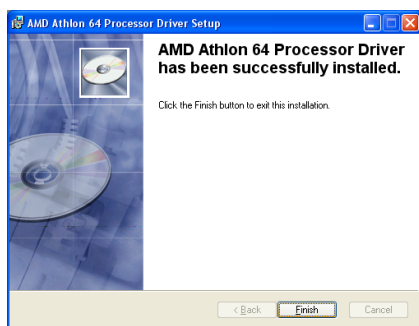 AMD Athlon 64 Processor Driver Setup
AMD Athlon 64 Processor Driver
has been successfully installed.
Click the Finish button to exit this installation.
< Back
Finish
Cancel